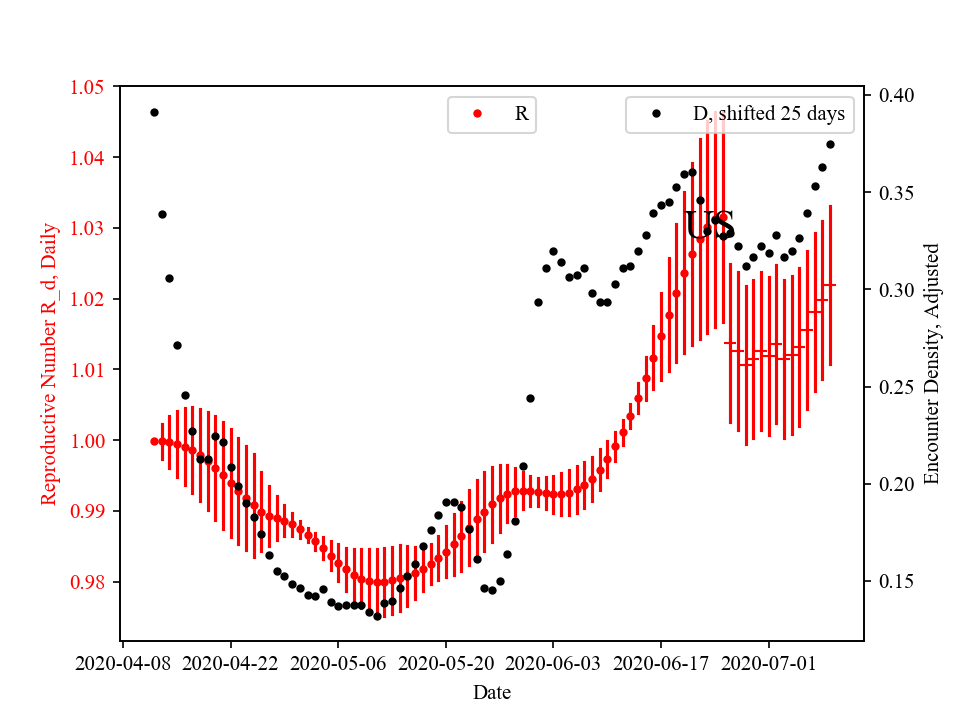 R
D, shifted 25 days
US
Reproductive Number R_d, Daily
1.05
1.04
1.03
1.02
1.01
1.00
0.99
0.98
0.40
0.35
0.30
0.25
0.20
0.15
Encounter Density, Adjusted
2020-04-08 2020-04-22 2020-05-06 2020-05-20 2020-06-03 2020-06-17 2020-07-01
Date